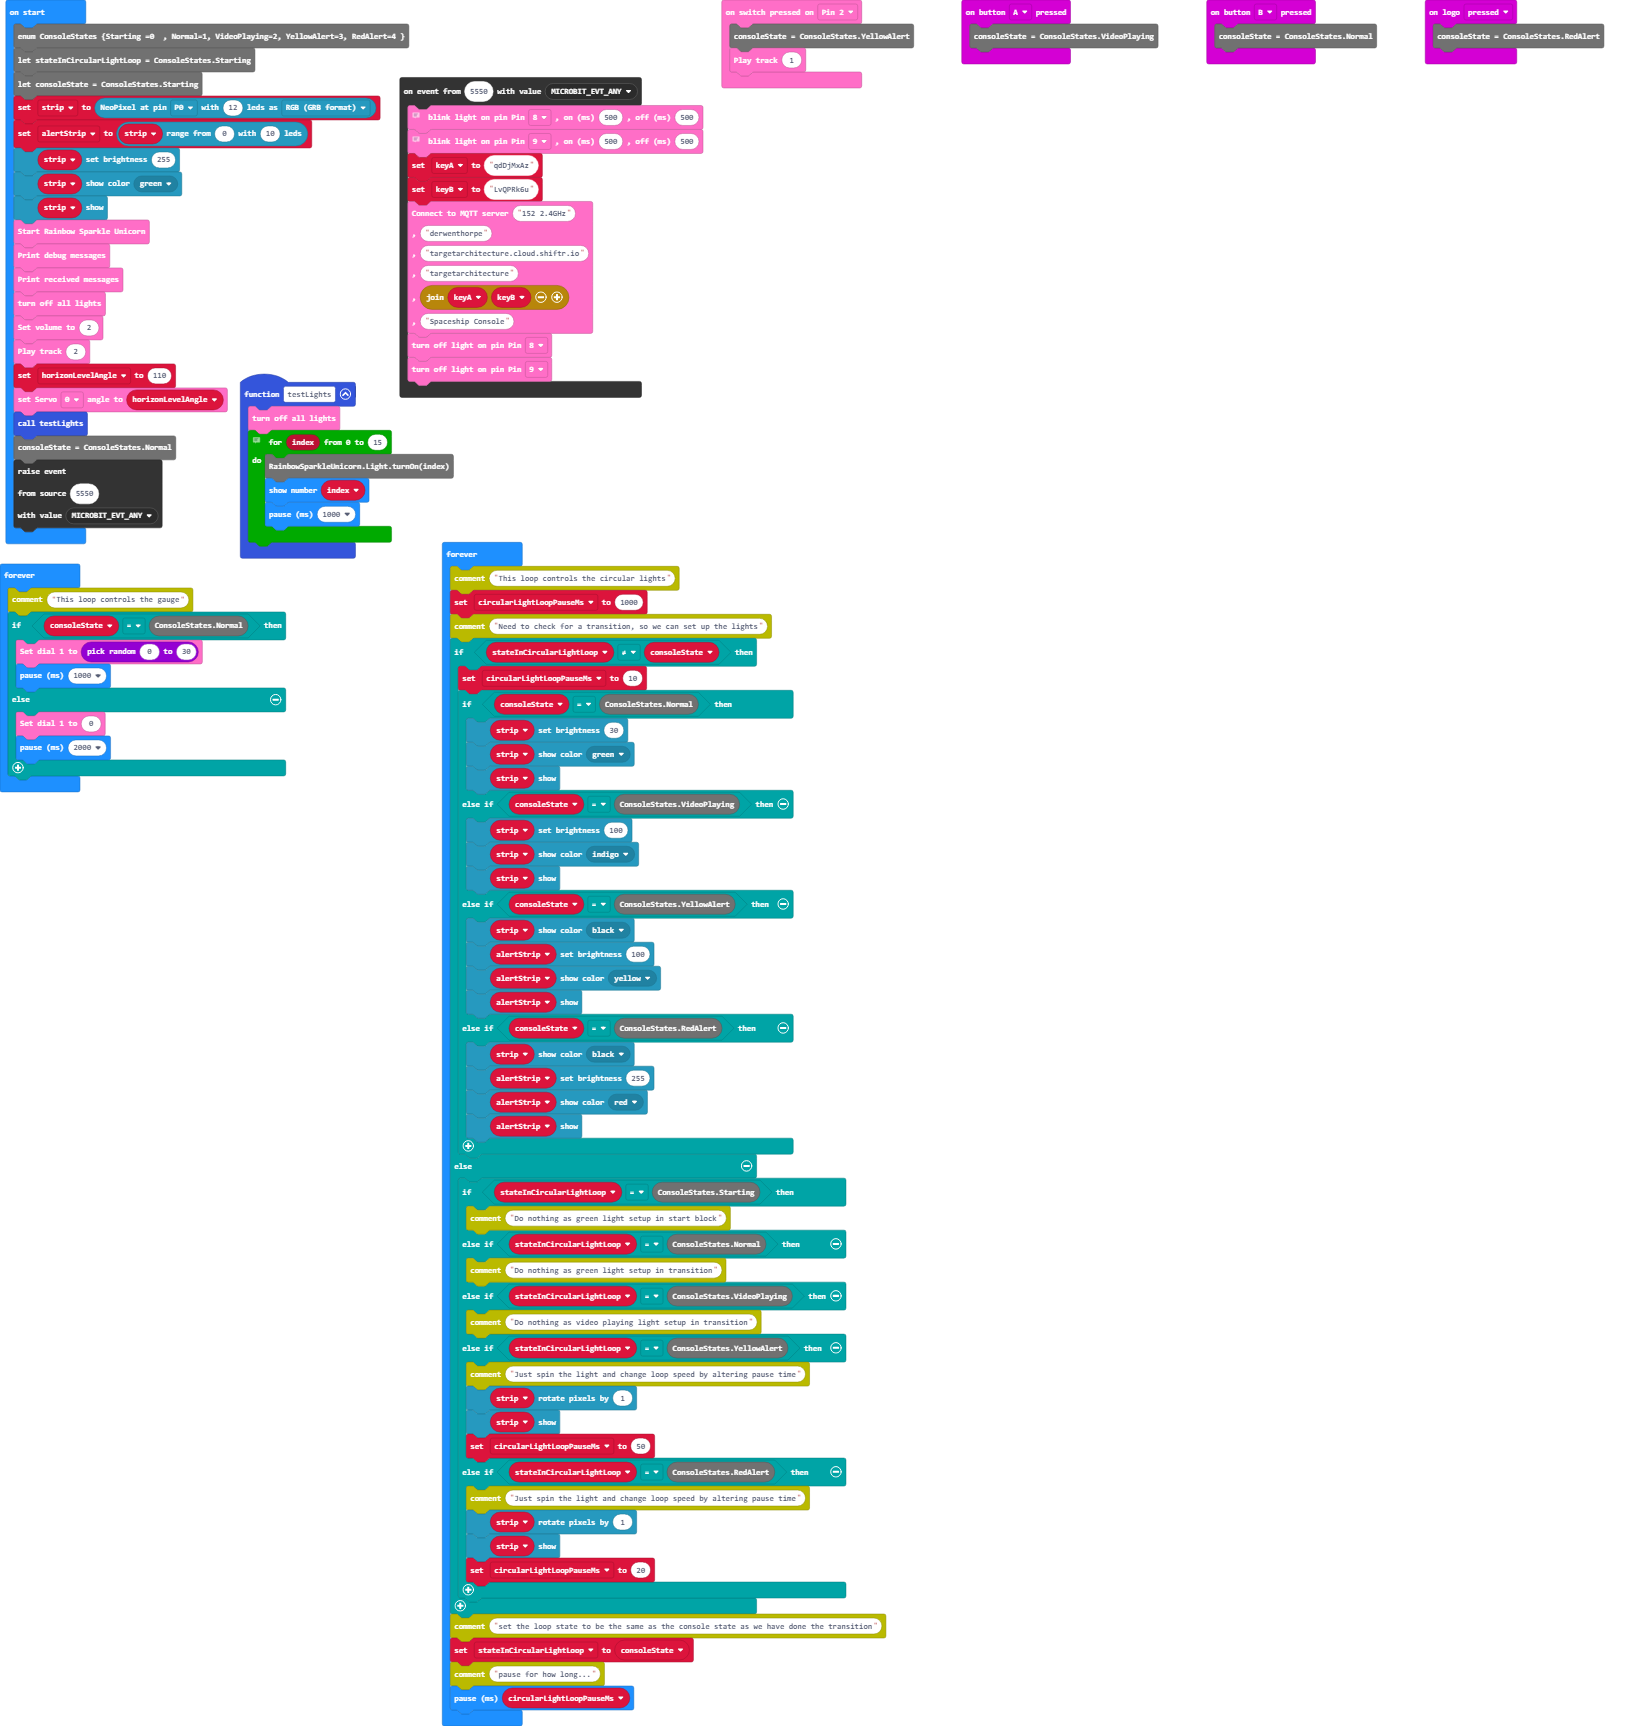 on start
enum ConsoleStates {Starting =0  , Normal=1, VideoPlaying=2, YellowAlert=3, RedAlert=4 }
let stateInCircularLightLoop = ConsoleStates.Starting
let consoleState = ConsoleStates.Starting
set strip to NeoPixel at pin P0 with 12 leds as RGB (GRB format)
set alertStrip to strip range from 0 with 10 leds
strip set brightness 255
strip show color green
strip show
Start Rainbow Sparkle Unicorn
Print debug messages
Print received messages
turn off all lights
Set volume to 2
Play track 2
set horizonLevelAngle to 110
set Servo 0 angle to horizonLevelAngle
call testLights
consoleState = ConsoleStates.Normal
raise event
from source 5550
with value MICROBIT_EVT_ANY
function testLights
turn off all lights
for index from 0 to 15
do
RainbowSparkleUnicorn.Light.turnOn(index)
show number index
pause (ms) 1000
on event from 5550 with value MICROBIT_EVT_ANY
blink light on pin Pin 8 , on (ms) 500 , off (ms) 500
blink light on pin Pin 9 , on (ms) 500 , off (ms) 500
set keyA to "qdDjMxAz"
set keyB to "LvQPRk6u"
Connect to MQTT server "152 2.4GHz"
, "derwenthorpe"
, "targetarchitecture.cloud.shiftr.io"
, "targetarchitecture"
, join keyA keyB
, "Spaceship Console"
turn off light on pin Pin 8
turn off light on pin Pin 9
on switch pressed on Pin 2
consoleState = ConsoleStates.YellowAlert
Play track 1
on button A pressed
consoleState = ConsoleStates.VideoPlaying
on button B pressed
consoleState = ConsoleStates.Normal
on logo pressed
consoleState = ConsoleStates.RedAlert
forever
comment "This loop controls the gauge"
if consoleState = ConsoleStates.Normal then
Set dial 1 to pick random 0 to 30
pause (ms) 1000
else
Set dial 1 to 0
pause (ms) 2000
forever
comment "This loop controls the circular lights"
set circularLightLoopPauseMs to 1000
comment "Need to check for a transition, so we can set up the lights"
if stateInCircularLightLoop ≠ consoleState then
set circularLightLoopPauseMs to 10
if consoleState = ConsoleStates.Normal then
strip set brightness 30
strip show color green
strip show
else if consoleState = ConsoleStates.VideoPlaying then
strip set brightness 100
strip show color indigo
strip show
else if consoleState = ConsoleStates.YellowAlert then
strip show color black
alertStrip set brightness 100
alertStrip show color yellow
alertStrip show
else if consoleState = ConsoleStates.RedAlert then
strip show color black
alertStrip set brightness 255
alertStrip show color red
alertStrip show
else
if stateInCircularLightLoop = ConsoleStates.Starting then
comment "Do nothing as green light setup in start block"
else if stateInCircularLightLoop = ConsoleStates.Normal then
comment "Do nothing as green light setup in transition"
else if stateInCircularLightLoop = ConsoleStates.VideoPlaying then
comment "Do nothing as video playing light setup in transition"
else if stateInCircularLightLoop = ConsoleStates.YellowAlert then
comment "Just spin the light and change loop speed by altering pause time"
strip rotate pixels by 1
strip show
set circularLightLoopPauseMs to 50
else if stateInCircularLightLoop = ConsoleStates.RedAlert then
comment "Just spin the light and change loop speed by altering pause time"
strip rotate pixels by 1
strip show
set circularLightLoopPauseMs to 20
comment "set the loop state to be the same as the console state as we have done the transition"
set stateInCircularLightLoop to consoleState
comment "pause for how long..."
pause (ms) circularLightLoopPauseMs